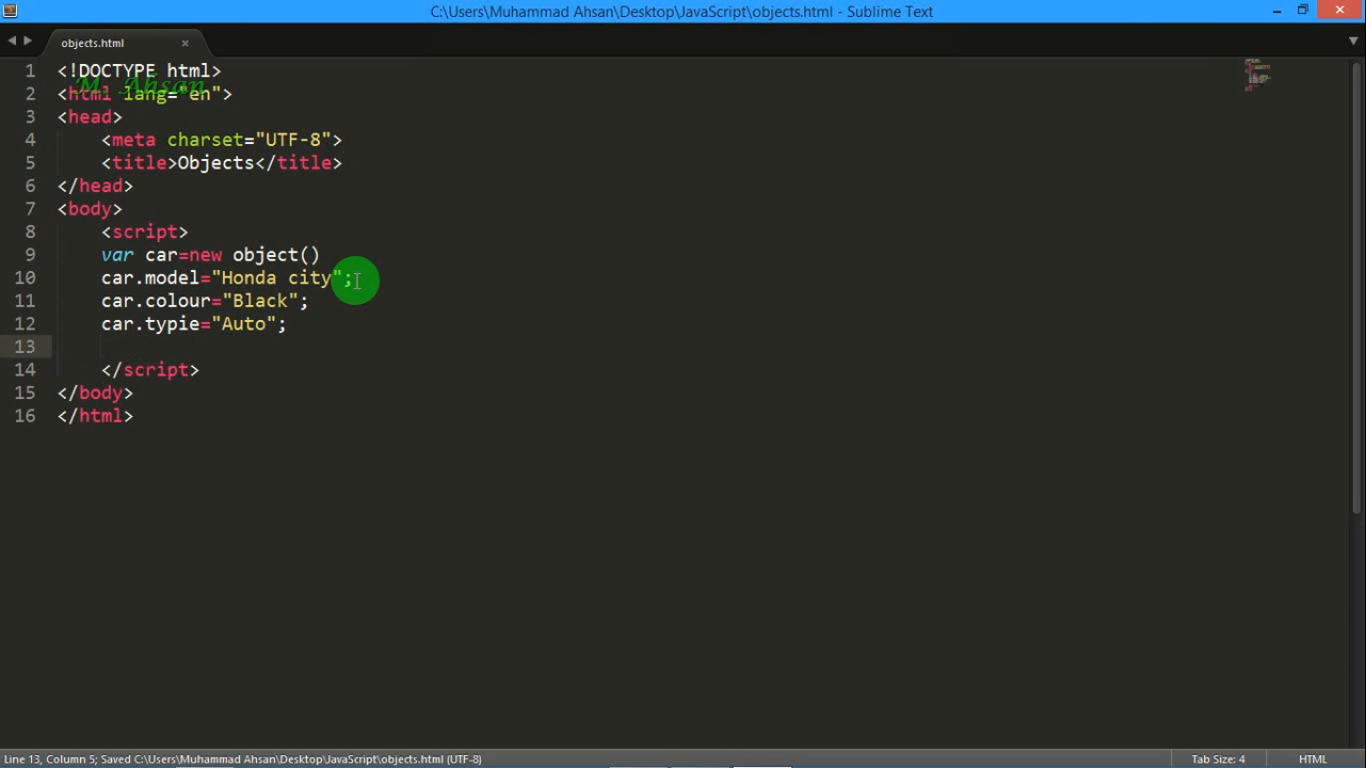 C:\Users\Muhammad Ahsan\Desktop\JavaScript\objects.html - Sublime Text
objects.html
M. Ahsan
1 <!DOCTYPE html>
2 <html lang="en">
3 <head>
4 <meta charset="UTF-8">
5 <title>Objects</title>
6 </head>
7 <body>
8 <script>
9 var car=new object()
10 car.model="Honda city";
11 car.colour="Black";
12 car.typie="Auto";
13
14 </script>
15 </body>
16 </html>
Line 13, Column 5; Saved C:\Users\Muhammad Ahsan\Desktop\JavaScript\objects.html (UTF-8)
Tab Size: 4
HTML